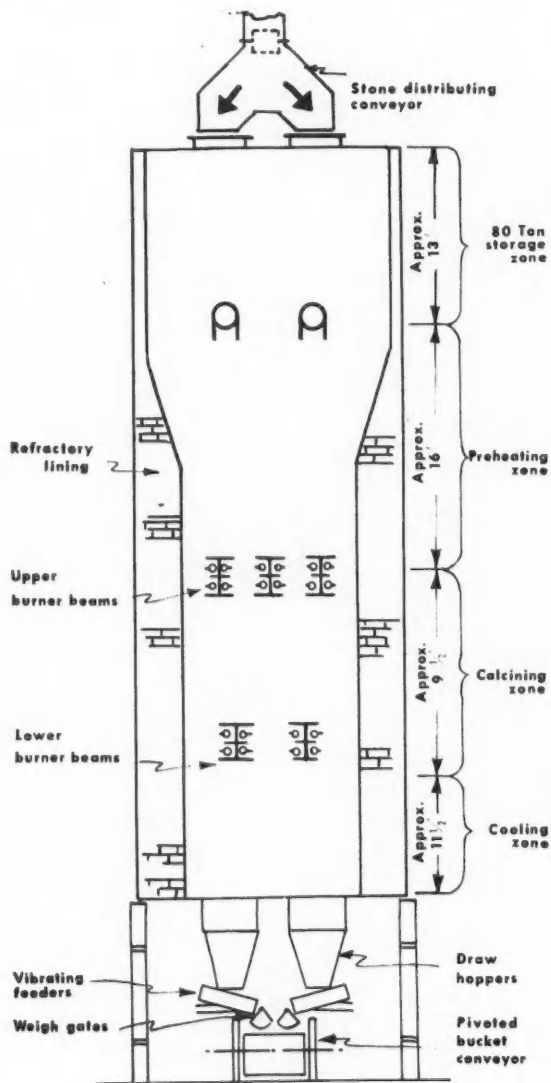 Stone distributing
conveyor
Approx.
13'
80 Ton
storage
zone
Approx.
16'
Refractory
lining
Preheating
zone
Upper
burner beams
Approx.
9 1/2'
Calcining
zone
Lower
burner beams
Approx.
11 1/2'
Cooling
zone
Vibrating
feeders
Draw
hoppers
Weigh gates
Pivoted
bucket
conveyor